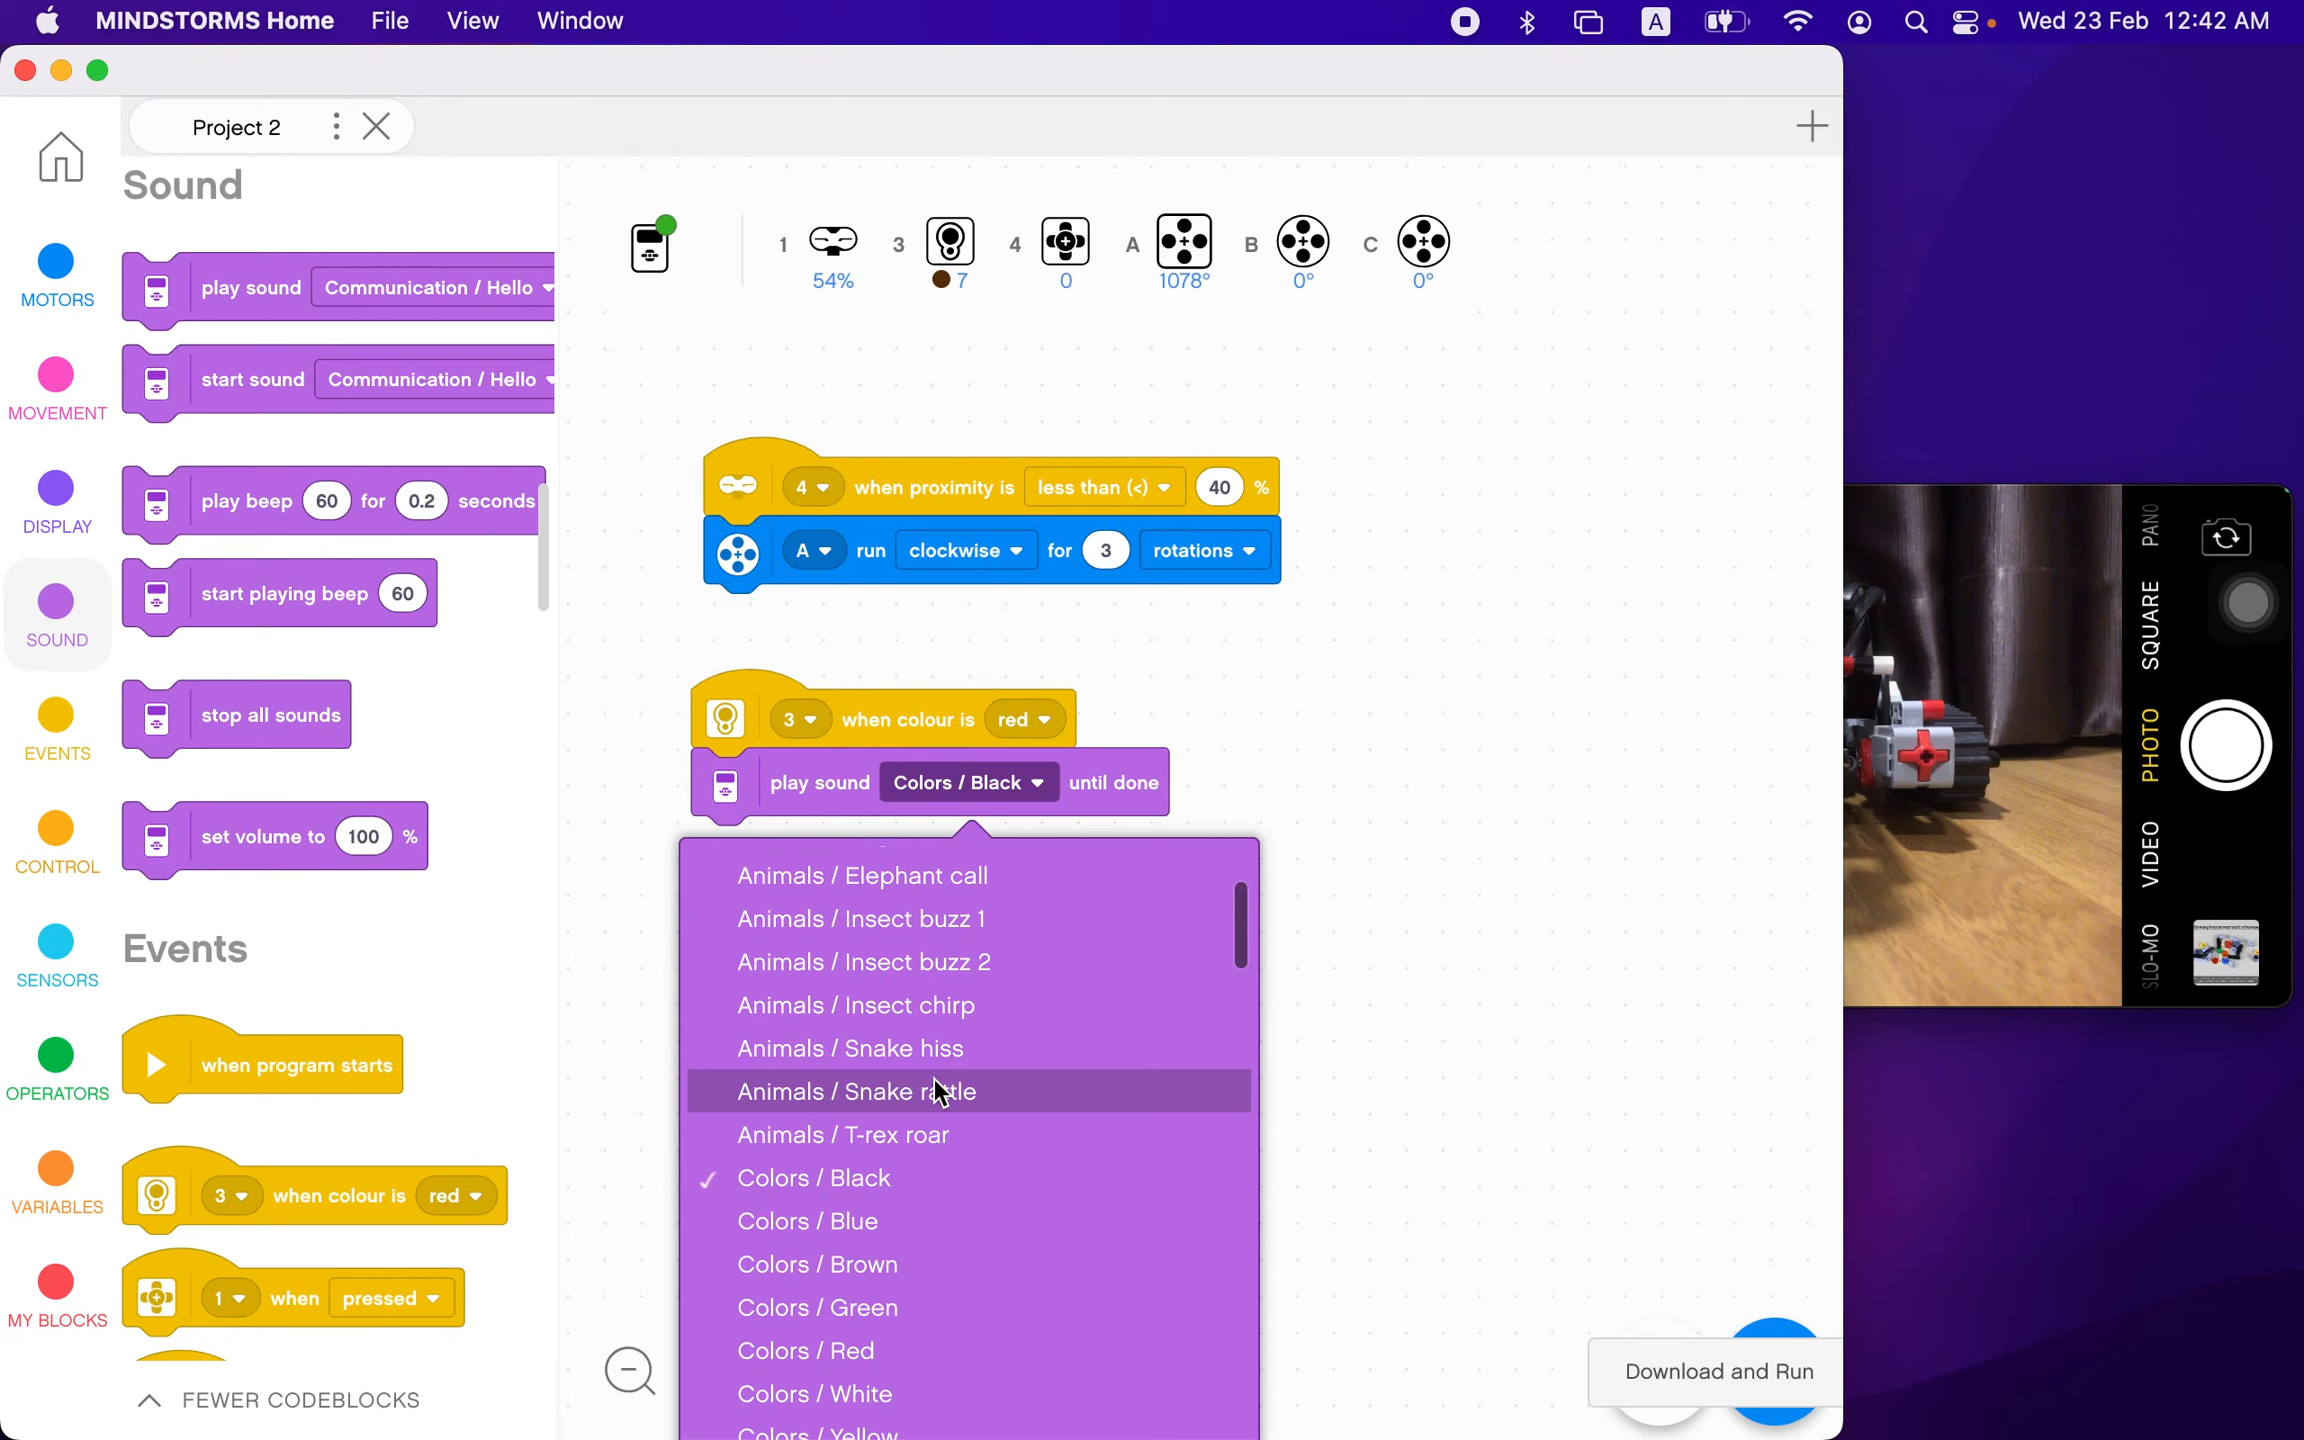 MINDSTORMS Home File View Window A Wed 23 Feb 12:42 AM
Project 2
Sound
MOTORS
MOVEMENT
DISPLAY
SOUND
EVENTS
CONTROL
SENSORS
OPERATORS
VARIABLES
MY BLOCKS
play sound Communication / Hello
start sound Communication / Hello
play beep 60 for 0.2 seconds
start playing beep 60
stop all sounds
set volume to 100 %
Events
when program starts
3 when colour is red
1 when pressed
FEWER CODEBLOCKS
1 3 4 A B C
54% 7 0 1078° 0° 0°
4 when proximity is less than (<) 40 %
A run clockwise for 3 rotations
3 when colour is red
play sound Colors / Black until done
Animals / Elephant call
Animals / Insect buzz 1
Animals / Insect buzz 2
Animals / Insect chirp
Animals / Snake hiss
Animals / Snake rattle
Animals / T-rex roar
✓ Colors / Black
Colors / Blue
Colors / Brown
Colors / Green
Colors / Red
Colors / White
Colors / Yellow
Download and Run
PANO
SQUARE
PHOTO
VIDEO
SLO-MO